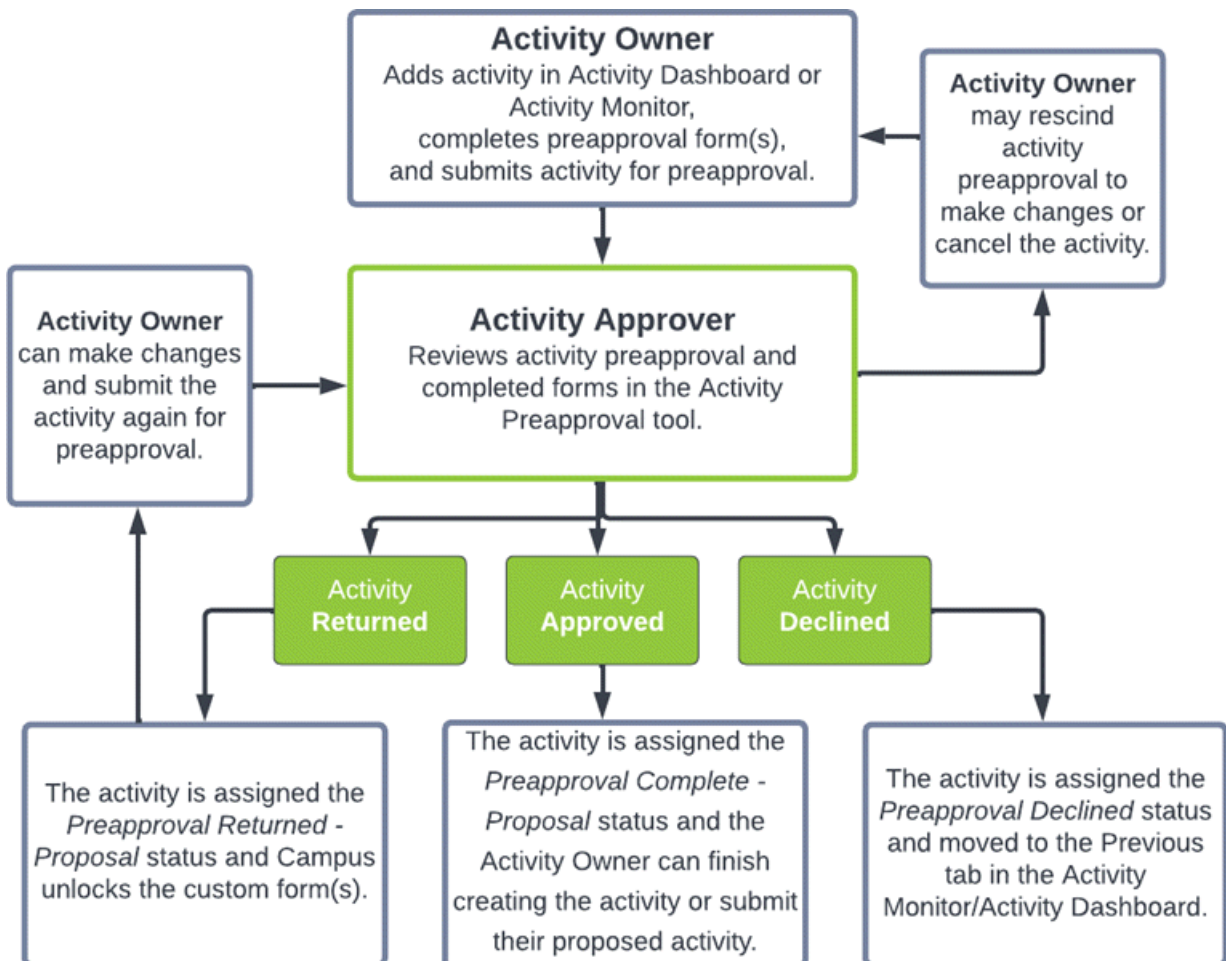 Activity Owner
Adds activity in Activity Dashboard or
Activity Monitor,
completes preapproval form(s),
and submits activity for preapproval.
Activity Owner
may rescind
activity
preapproval to
make changes or
cancel the activity.
Activity Owner
can make changes
and submit the
activity again for
preapproval.
Activity Approver
Reviews activity preapproval and
completed forms in the Activity
Preapproval tool.
Activity
Returned
Activity
Approved
Activity
Declined
The activity is assigned the
Preapproval Returned -
Proposal status and Campus
unlocks the custom form(s).
The activity is assigned the
Preapproval Complete -
Proposal status and the
Activity Owner can finish
creating the activity or submit
their proposed activity.
The activity is assigned the
Preapproval Declined status
and moved to the Previous
tab in the Activity
Monitor/Activity Dashboard.